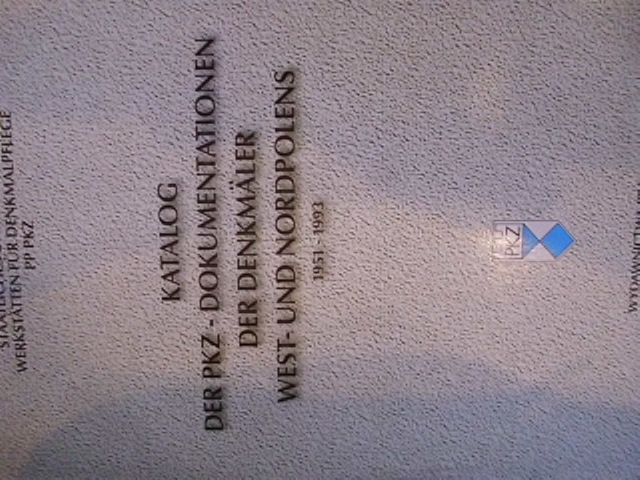 WERKSTÄTTEN FÜR DENKMALPFLEGE
PP PKZ
KATALOG
DER PKZ - DOKUMENTATIONEN
DER DENKMÄLER
WEST- UND NORDPOLENS
1951 - 1993
PKZ